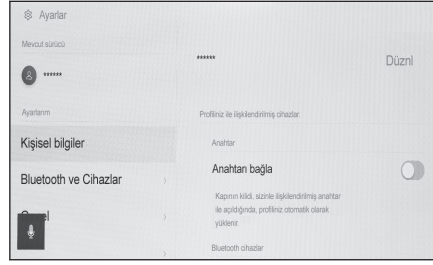 Ayarlar
Mevcut sürücü
******
Ayarlarım
Kişisel bilgiler
Bluetooth ve Cihazlar
******
Düznl
Profiliniz ile ilişkilendirilmiş cihazlar.
Anahtar
Anahtarı bağla
Kapının kilidi, sizinle ilişkilendirilmiş anahtar
ile açıldığında, profiliniz otomatik olarak
yüklenir.
Bluetooth cihazlar